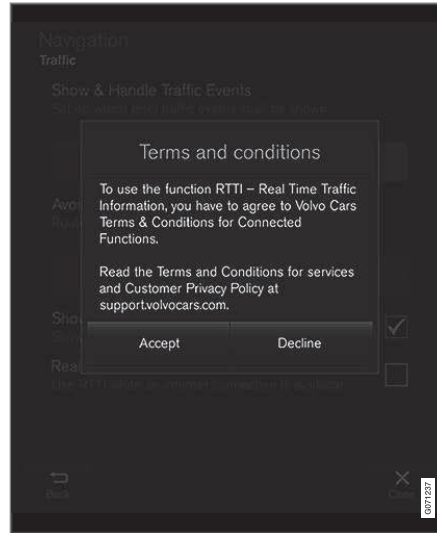 Navigation
Traffic
Show & Handle Traffic Events
Terms and conditions
To use the function RTTI – Real Time Traffic
Information, you have to agree to Volvo Cars
Terms & Conditions for Connected
Functions.
Read the Terms and Conditions for services
and Customer Privacy Policy at
support.volvocars.com.
Accept
Decline
Back
Close
G071237